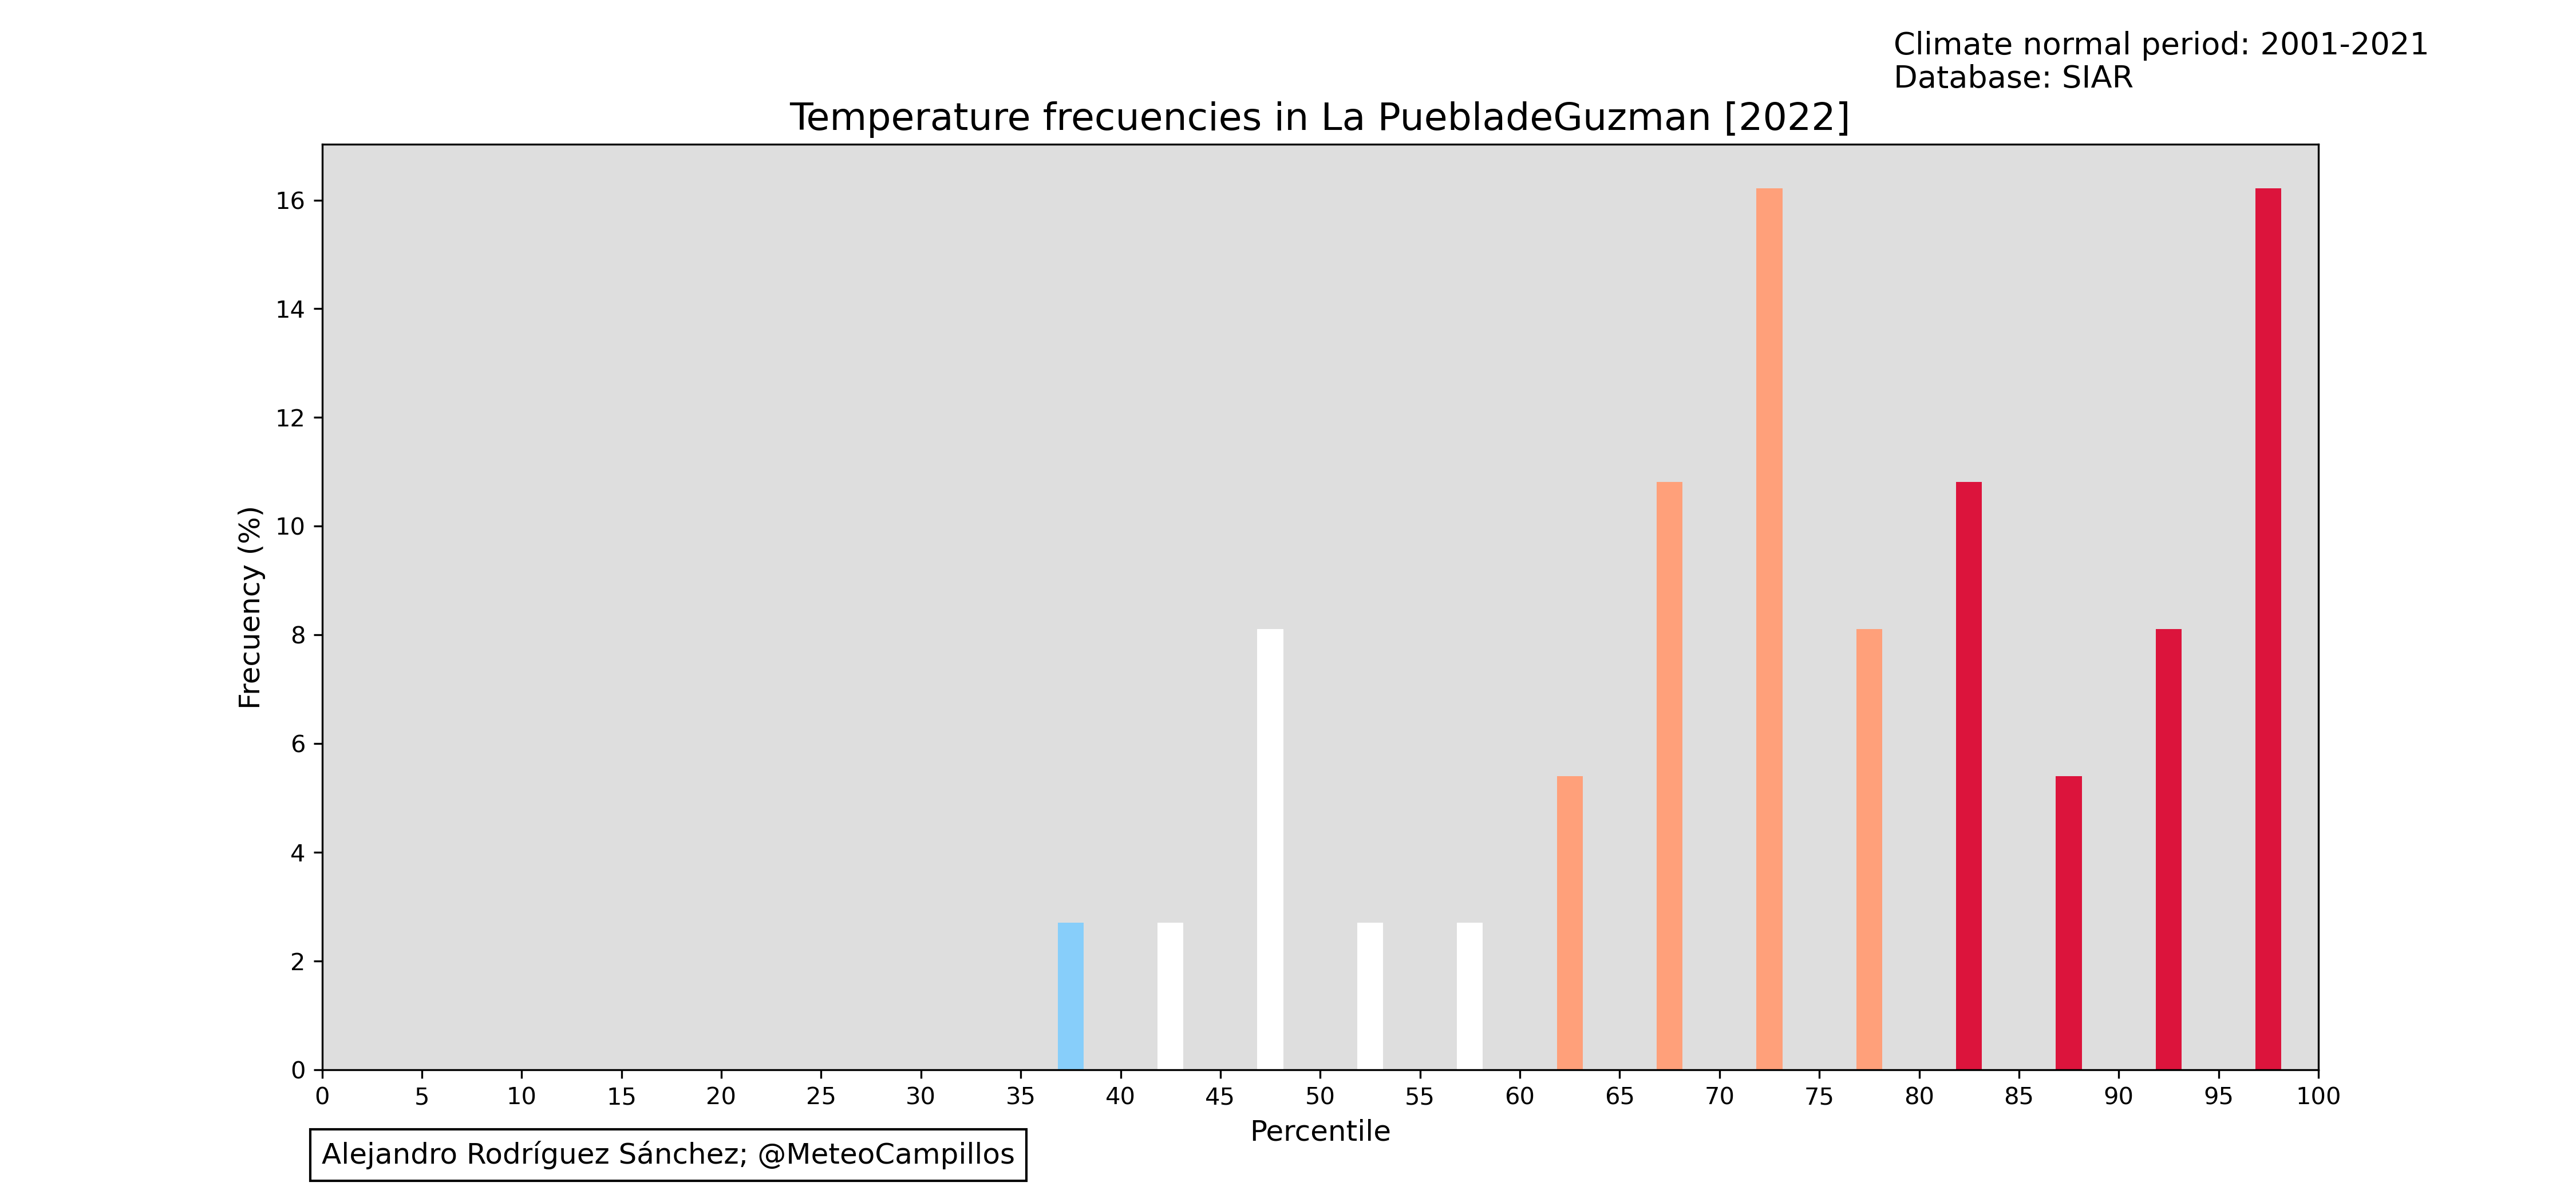 Climate normal period: 2001-2021
Database: SIAR
Temperature frecuencies in La PuebladeGuzman [2022]
Frecuency (%)
16
14
12
10
8
6
4
2
0
0 5 10 15 20 25 30 35 40 45 50 55 60 65 70 75 80 85 90 95 100
Percentile
Alejandro Rodríguez Sánchez; @MeteoCampillos